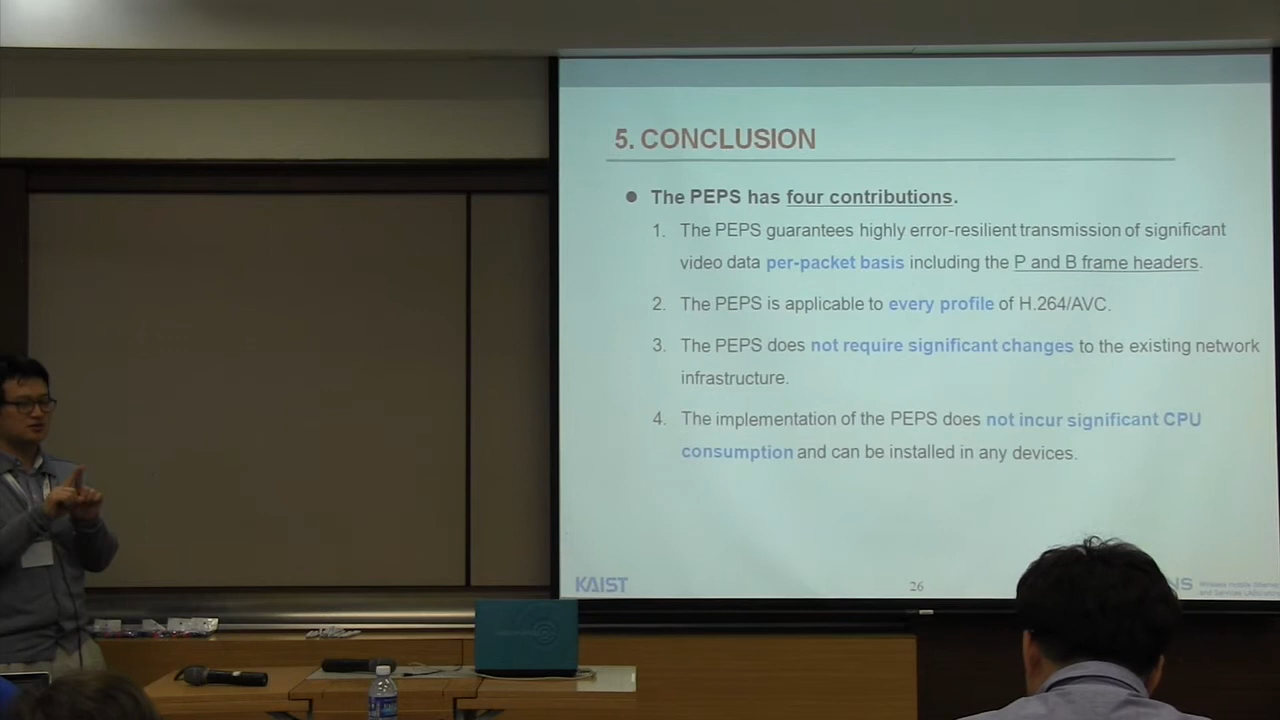 5. CONCLUSION
The PEPS has four contributions.
1. The PEPS guarantees highly error-resilient transmission of significant
video data per-packet basis including the P and B frame headers.
2. The PEPS is applicable to every profile of H.264/AVC.
3. The PEPS does not require significant changes to the existing network
infrastructure.
4. The implementation of the PEPS does not incur significant CPU
consumption and can be installed in any devices.
KAIST
26